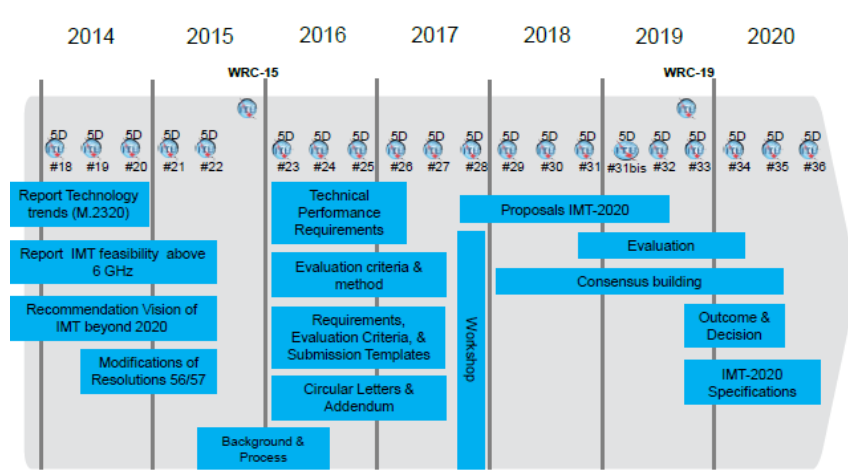 2014 2015 2016 2017 2018 2019 2020
WRC-15 WRC-19
5D 5D 5D 5D 5D 5D 5D 5D 5D 5D 5D 5D 5D 5D 5D 5D 5D 5D 5D 5D
#18 #19 #20 #21 #22 #23 #24 #25 #26 #27 #28 #29 #30 #31 #31bis #32 #33 #34 #35 #36
Report Technology
trends (M.2320)
Technical
Performance
Requirements
Proposals IMT-2020
Report IMT feasibility above
6 GHz
Evaluation criteria &
method
Evaluation
Consensus building
Recommendation Vision of
IMT beyond 2020
Requirements,
Evaluation Criteria, &
Submission Templates
Workshop
Outcome &
Decision
Modifications of
Resolutions 56/57
Circular Letters &
Addendum
IMT-2020
Specifications
Background &
Process